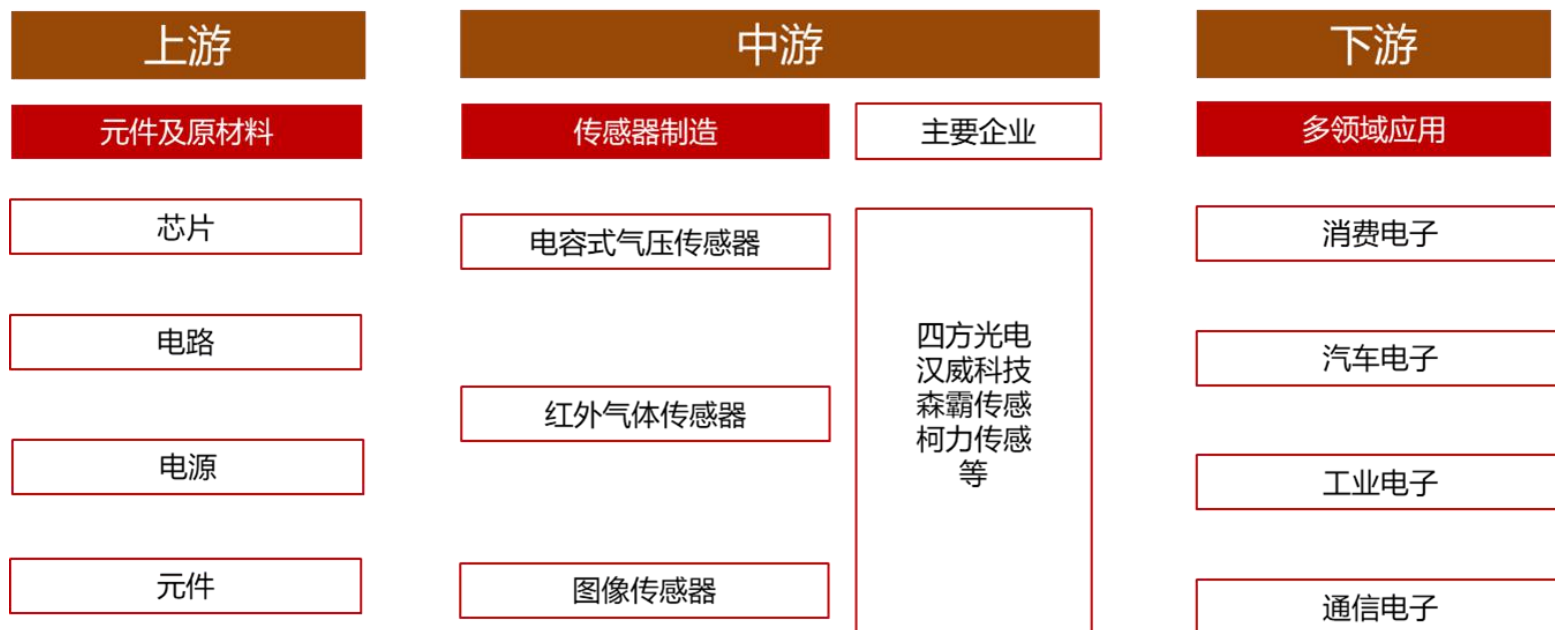 上游
中游
下游
元件及原材料
传感器制造
主要企业
多领域应用
芯片
电路
电源
元件
电容式气压传感器
红外气体传感器
图像传感器
四方光电
汉威科技
森霸传感
柯力传感
等
消费电子
汽车电子
工业电子
通信电子